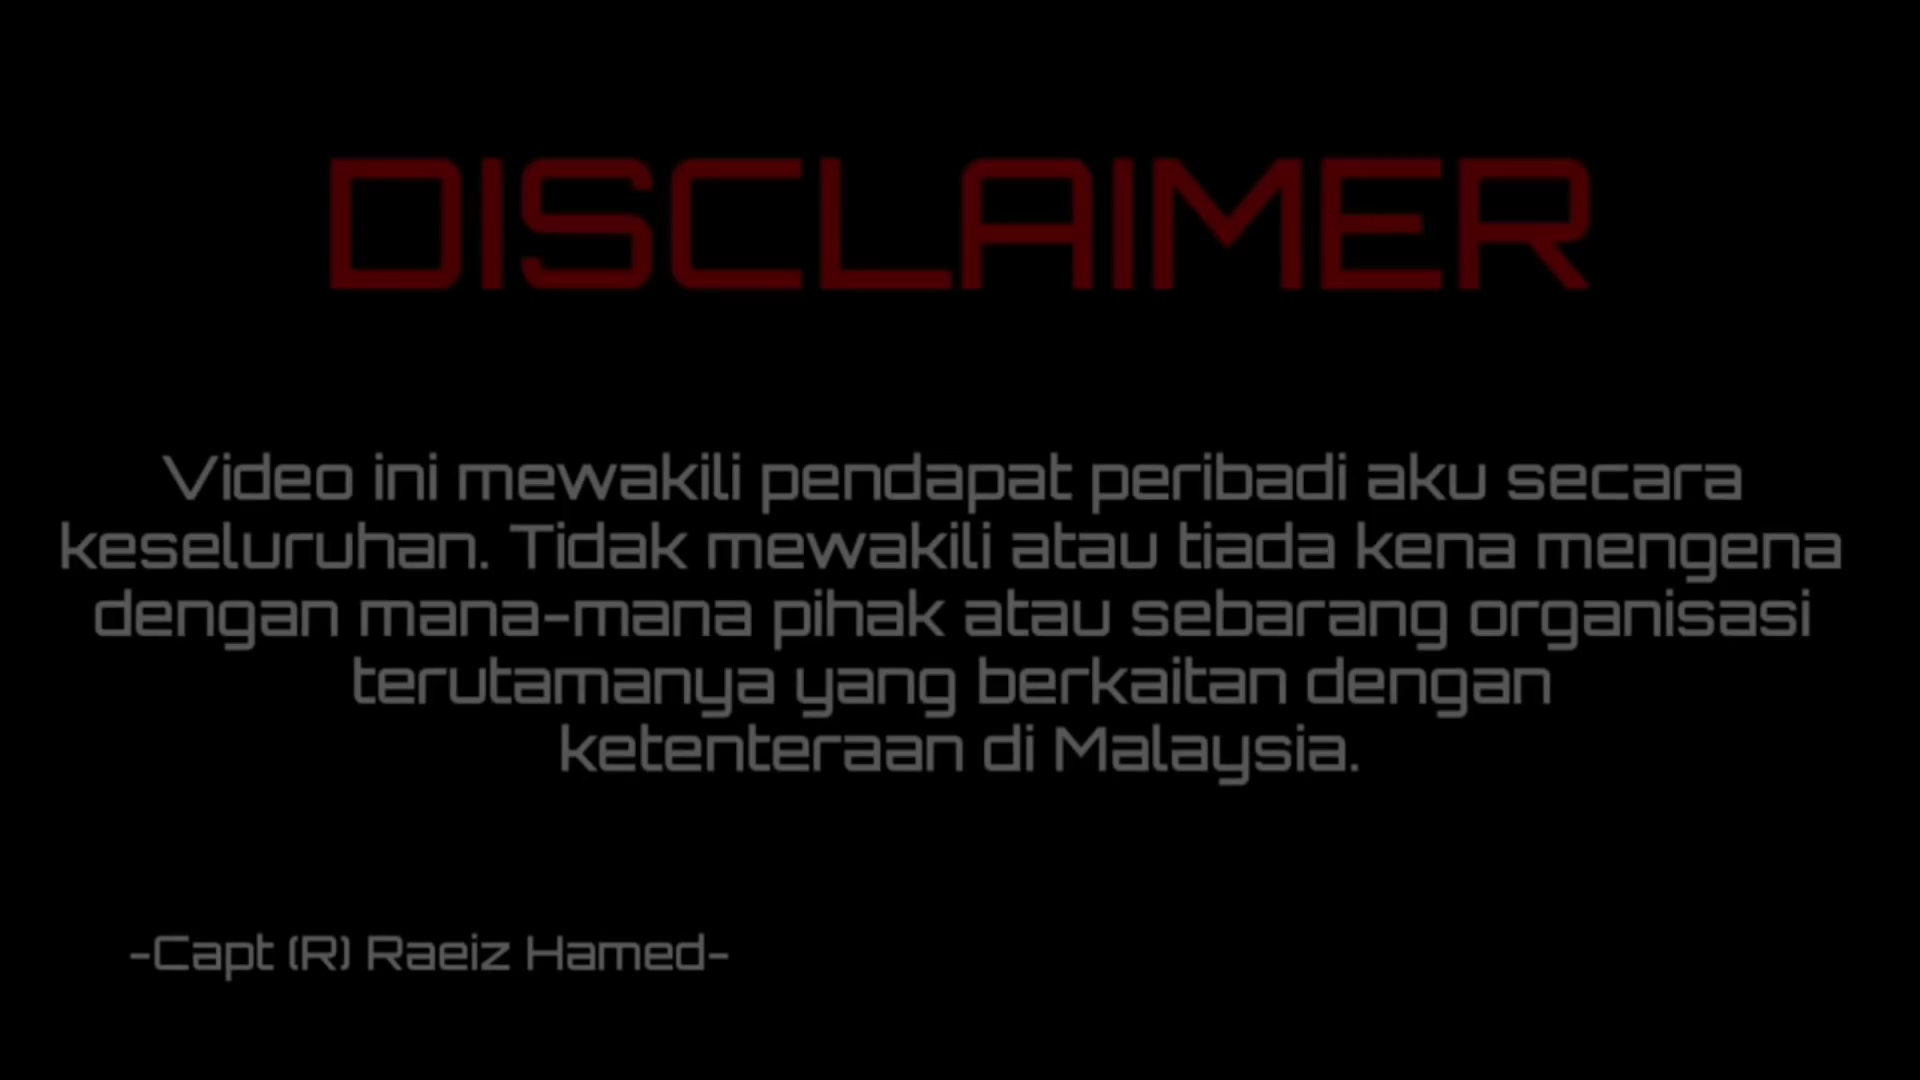 DISCLAIMER
Video ini mewakili pendapat peribadi aku secara
keseluruhan. Tidak mewakili atau tiada kena mengena
dengan mana-mana pihak atau sebarang organisasi
terutamanya yang berkaitan dengan
ketenteraan di Malaysia.
-Capt (R) Raeiz Hamed-